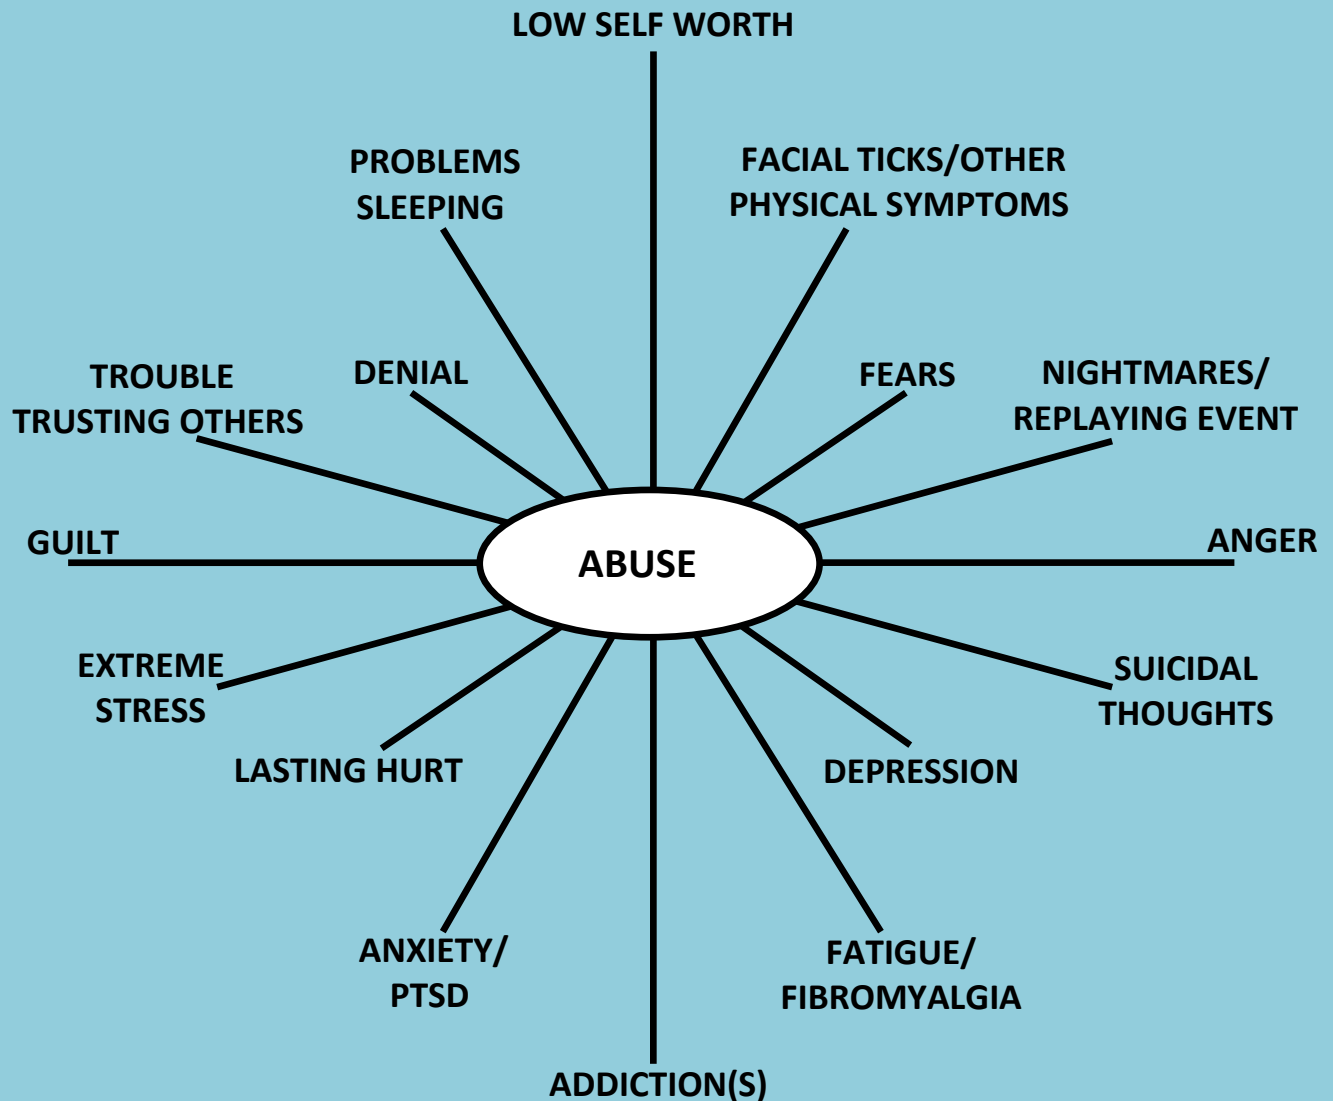 LOW SELF WORTH
PROBLEMS
SLEEPING
FACIAL TICKS/OTHER
PHYSICAL SYMPTOMS
TROUBLE
TRUSTING OTHERS
DENIAL
FEARS
NIGHTMARES/
REPLAYING EVENT
GUILT
ABUSE
ANGER
EXTREME
STRESS
SUICIDAL
THOUGHTS
LASTING HURT
DEPRESSION
ANXIETY/
PTSD
FATIGUE/
FIBROMYALGIA
ADDICTION(S)